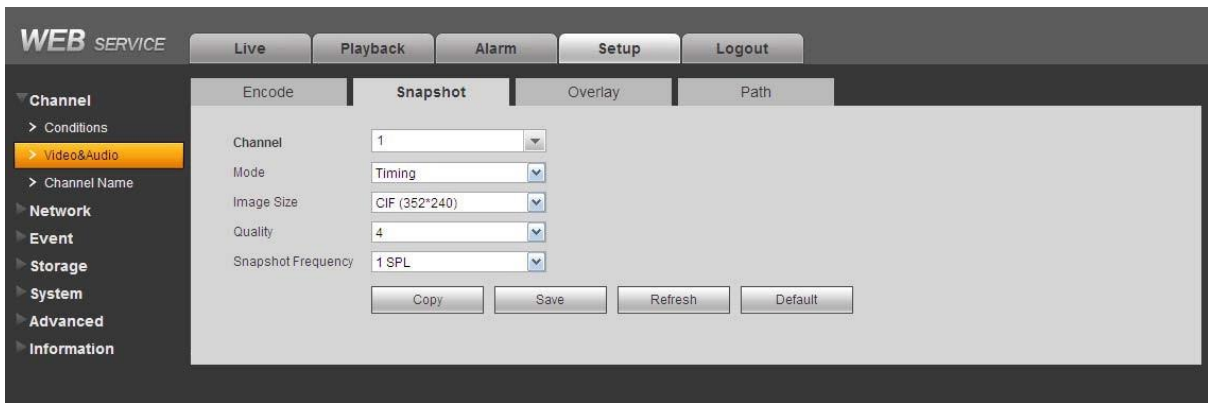 WEB SERVICE
Live
Playback
Alarm
Setup
Logout
Channel
> Conditions
> Video&Audio
> Channel Name
Network
Event
Storage
System
Advanced
Information
Encode
Snapshot
Overlay
Path
Channel 1
Mode Timing
Image Size CIF (352*240)
Quality 4
Snapshot Frequency 1 SPL
Copy
Save
Refresh
Default